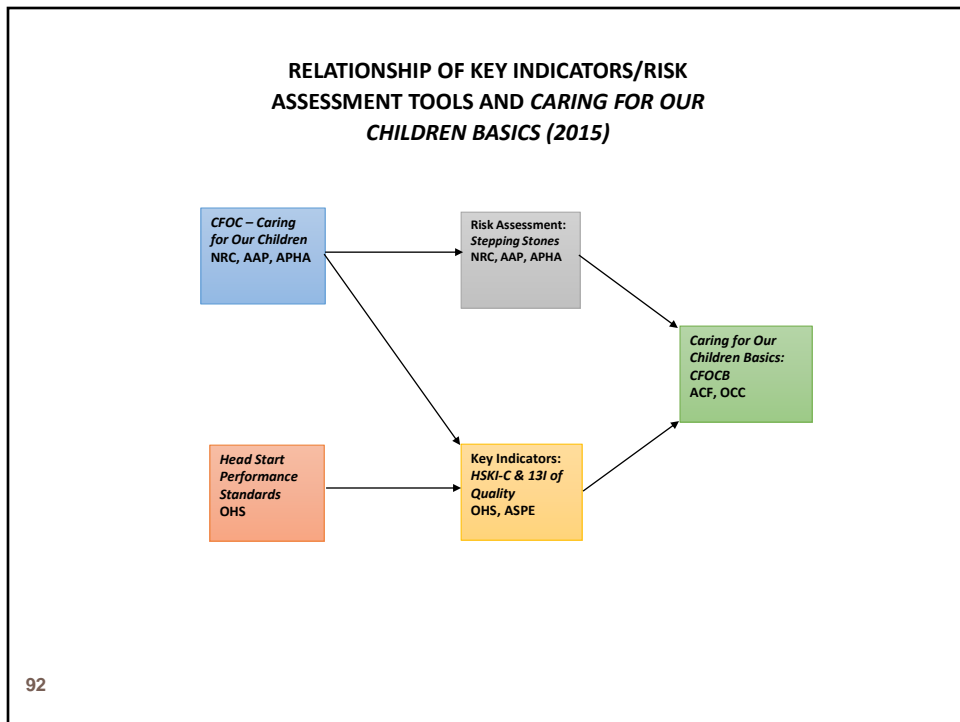 RELATIONSHIP OF KEY INDICATORS/RISK
ASSESSMENT TOOLS AND CARING FOR OUR
CHILDREN BASICS (2015)
CFOC – Caring
for Our Children
NRC, AAP, APHA
Risk Assessment:
Stepping Stones
NRC, AAP, APHA
Caring for Our
Children Basics:
CFOCB
ACF, OCC
Head Start
Performance
Standards
OHS
Key Indicators:
HSKI-C & 13I of
Quality
OHS, ASPE
92